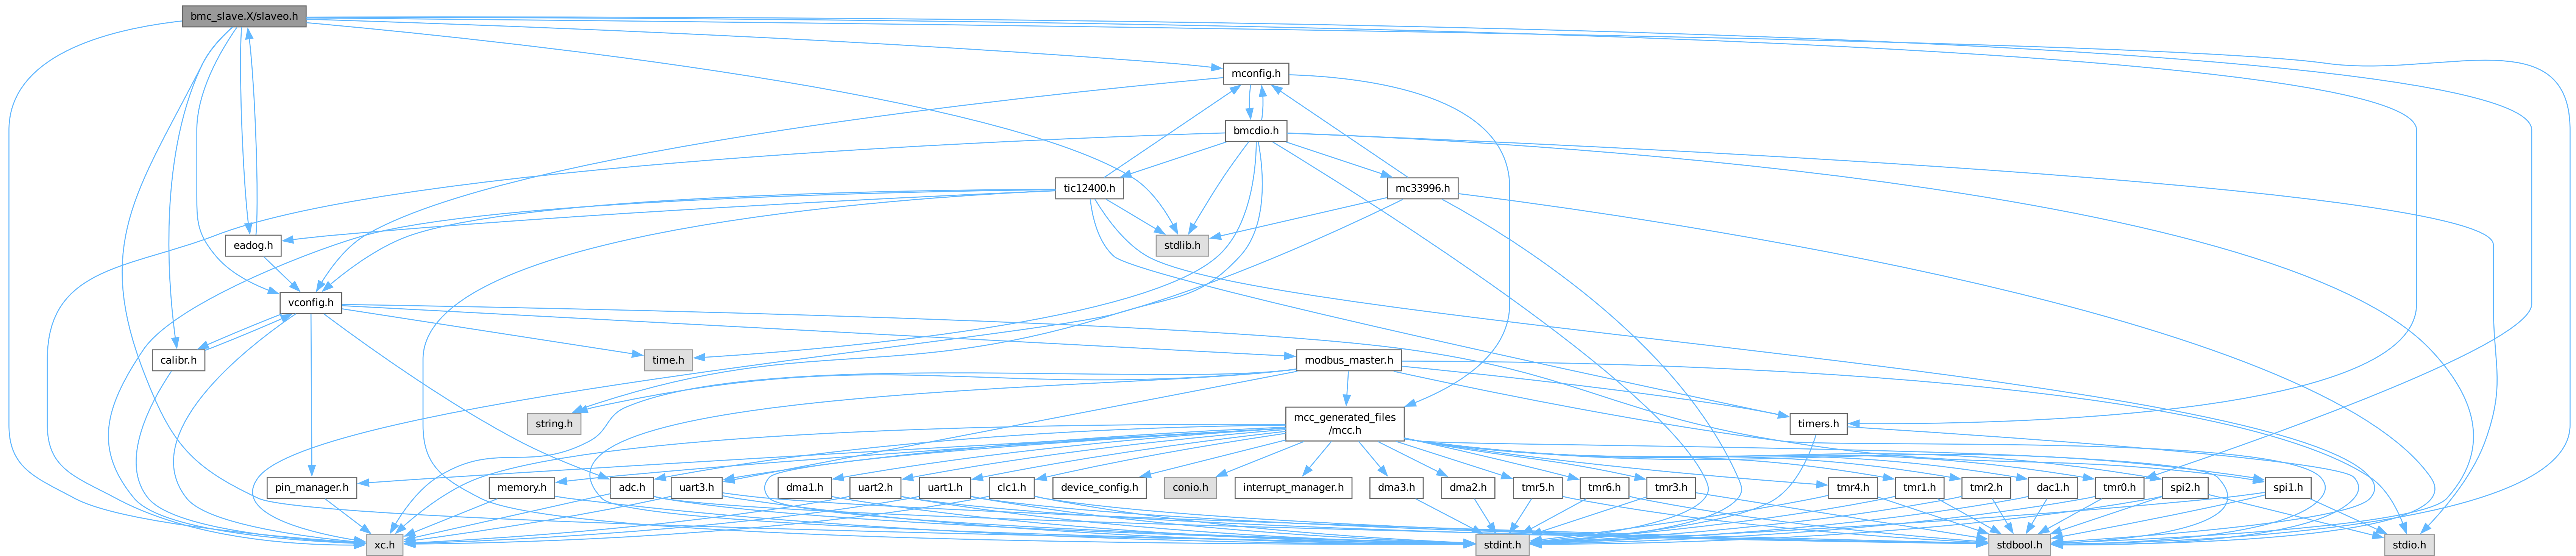 bmc_slave.X/slaveo.h
mconfig.h
bmcdio.h
tic12400.h
mc33996.h
eadog.h
stdlib.h
vconfig.h
calibr.h
time.h
modbus_master.h
string.h
mcc_generated_files
/mcc.h
timers.h
pin_manager.h
memory.h
adc.h
uart3.h
dma1.h
uart2.h
uart1.h
clc1.h
device_config.h
conio.h
interrupt_manager.h
dma3.h
dma2.h
tmr5.h
tmr6.h
tmr3.h
tmr4.h
tmr1.h
tmr2.h
dac1.h
tmr0.h
spi2.h
spi1.h
xc.h
stdint.h
stdbool.h
stdio.h